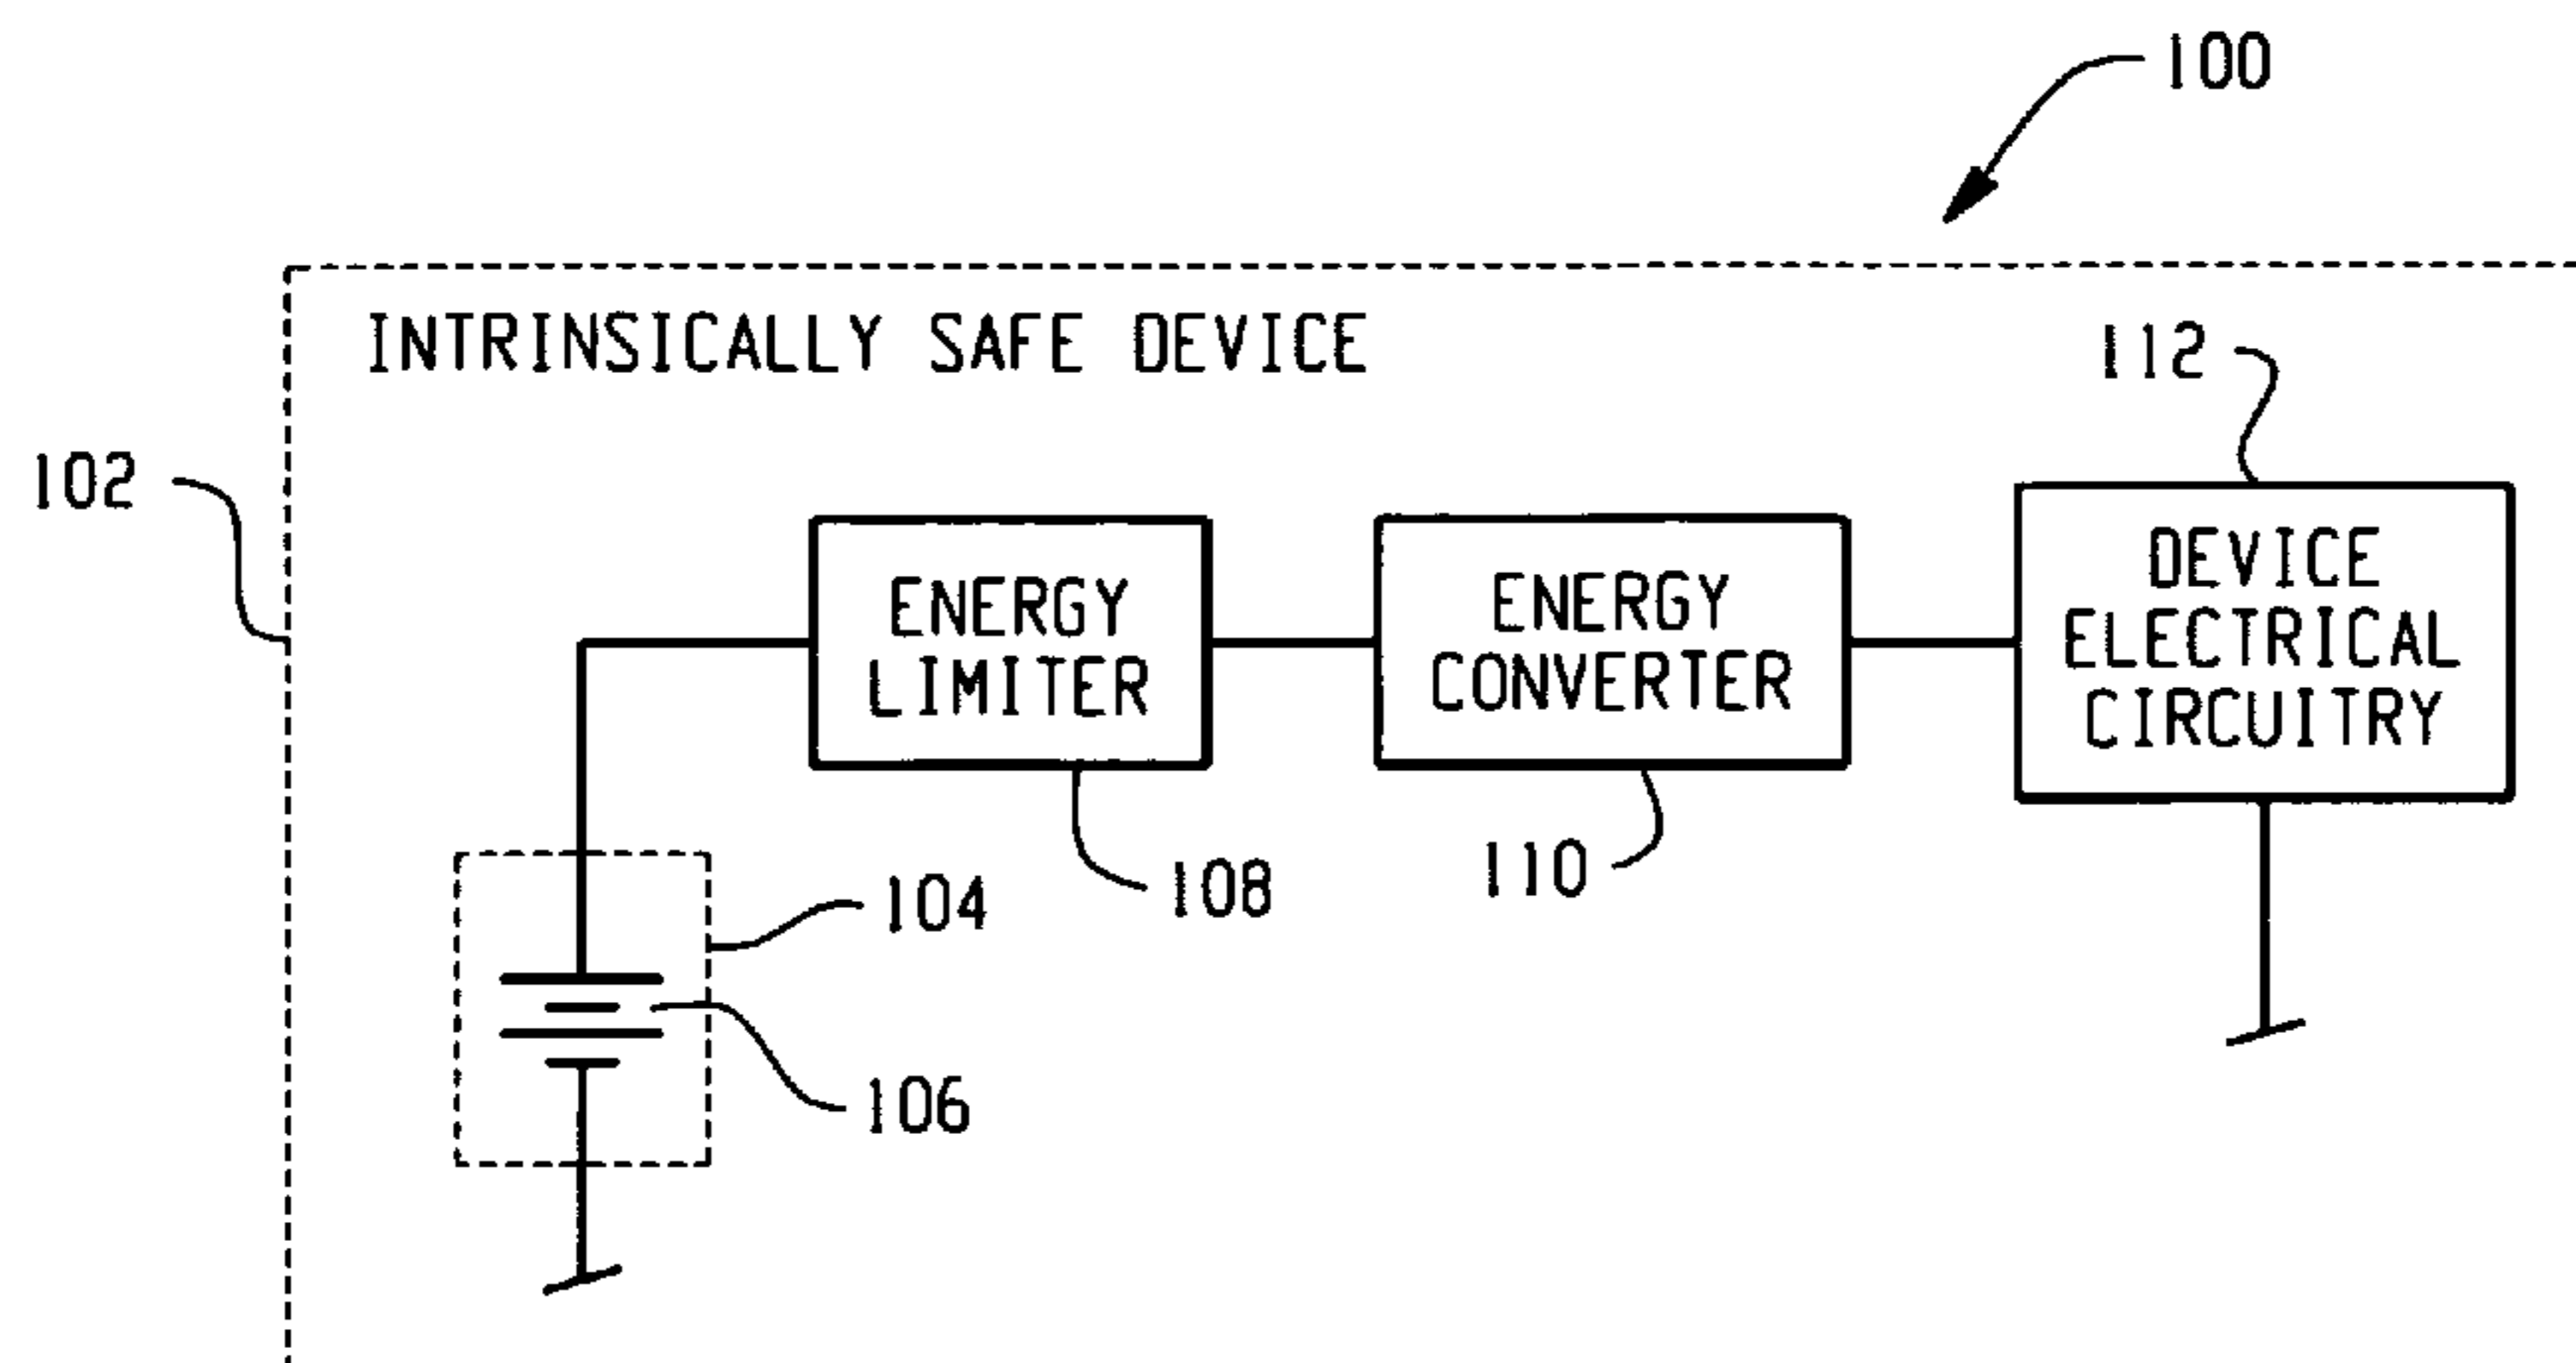 100
INTRINSICALLY SAFE DEVICE
112
102
ENERGY
LIMITER
ENERGY
CONVERTER
DEVICE
ELECTRICAL
CIRCUITRY
108
110
104
106